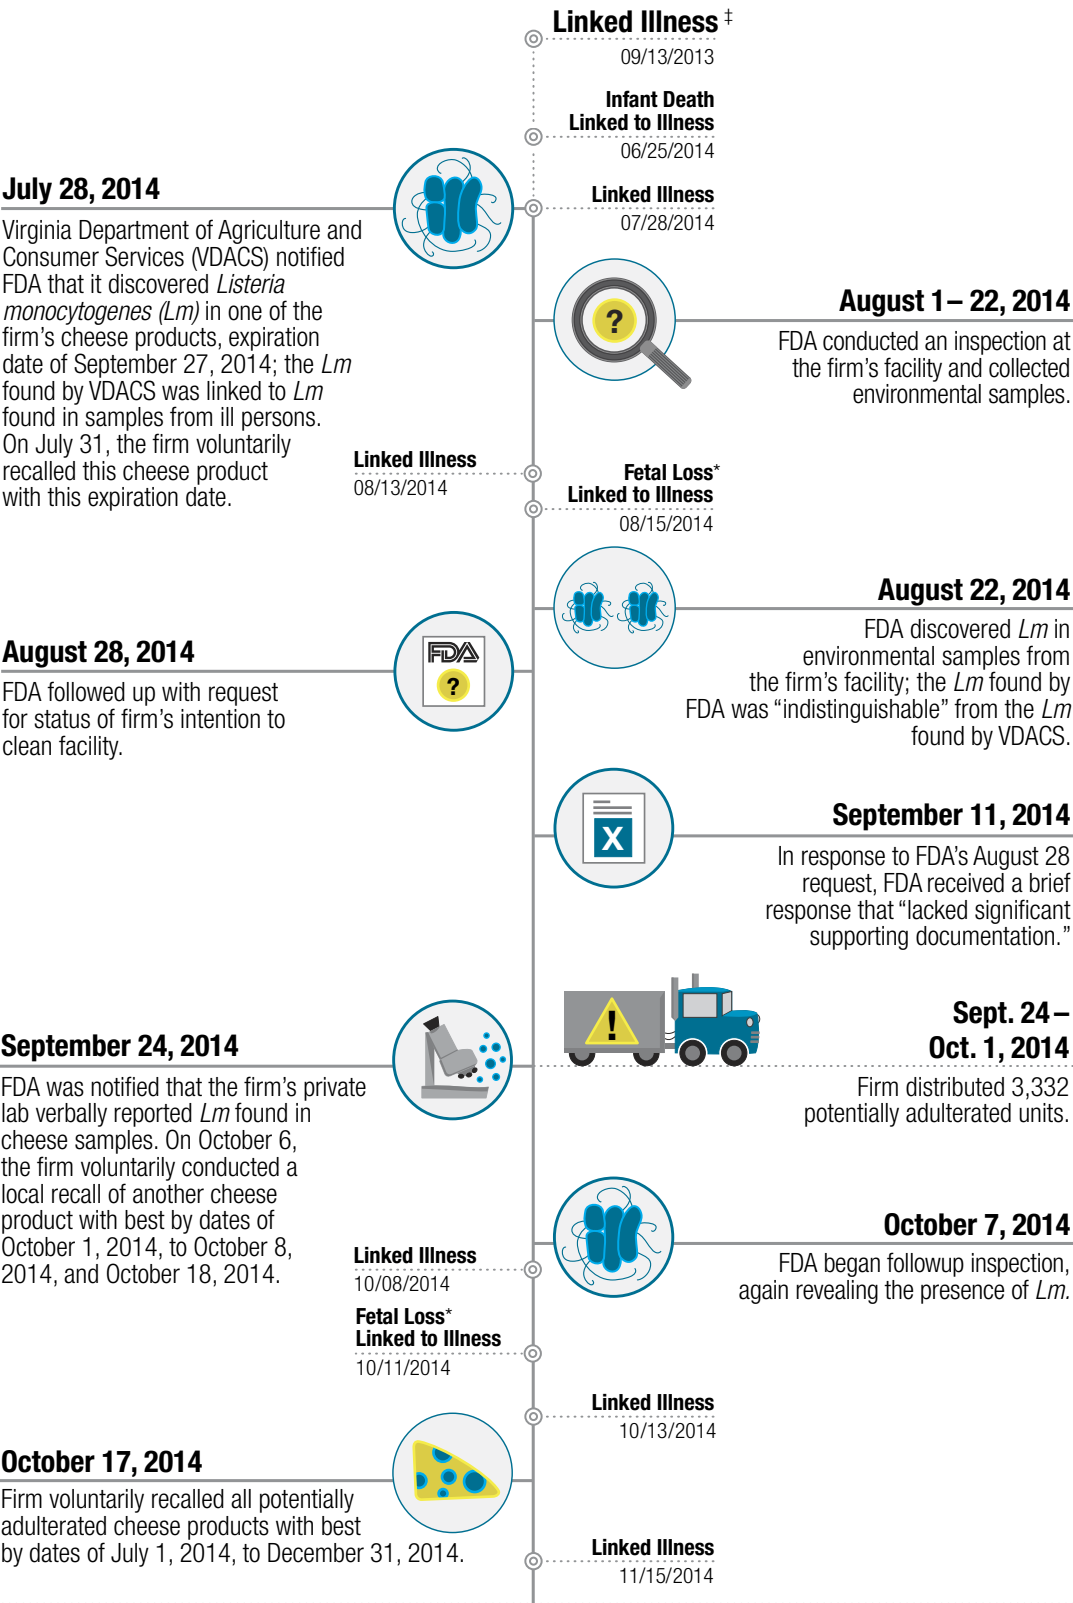 Linked Illness ‡
09/13/2013
Infant Death
Linked to Illness
06/25/2014
July 28, 2014
Virginia Department of Agriculture and
Consumer Services (VDACS) notified
FDA that it discovered Listeria
monocytogenes (Lm) in one of the
firm's cheese products, expiration
date of September 27, 2014; the Lm
found by VDACS was linked to Lm
found in samples from ill persons.
On July 31, the firm voluntarily
recalled this cheese product
with this expiration date.
Linked Illness
07/28/2014
?
August 1 – 22, 2014
FDA conducted an inspection at
the firm's facility and collected
environmental samples.
Linked Illness
08/13/2014
Fetal Loss*
Linked to Illness
08/15/2014
August 22, 2014
FDA discovered Lm in
environmental samples from
the firm's facility; the Lm found by
FDA was “indistinguishable” from the Lm
found by VDACS.
August 28, 2014
FDA followed up with request
for status of firm's intention to
clean facility.
FDA
?
September 11, 2014
In response to FDA's August 28
request, FDA received a brief
response that “lacked significant
supporting documentation.”
X
September 24, 2014
FDA was notified that the firm's private
lab verbally reported Lm found in
cheese samples. On October 6,
the firm voluntarily conducted a
local recall of another cheese
product with best by dates of
October 1, 2014, to October 8,
2014, and October 18, 2014.
!
Sept. 24 –
Oct. 1, 2014
Firm distributed 3,332
potentially adulterated units.
October 7, 2014
FDA began followup inspection,
again revealing the presence of Lm.
Linked Illness
10/08/2014
Fetal Loss*
Linked to Illness
10/11/2014
Linked Illness
10/13/2014
October 17, 2014
Firm voluntarily recalled all potentially
adulterated cheese products with best
by dates of July 1, 2014, to December 31, 2014.
Linked Illness
11/15/2014